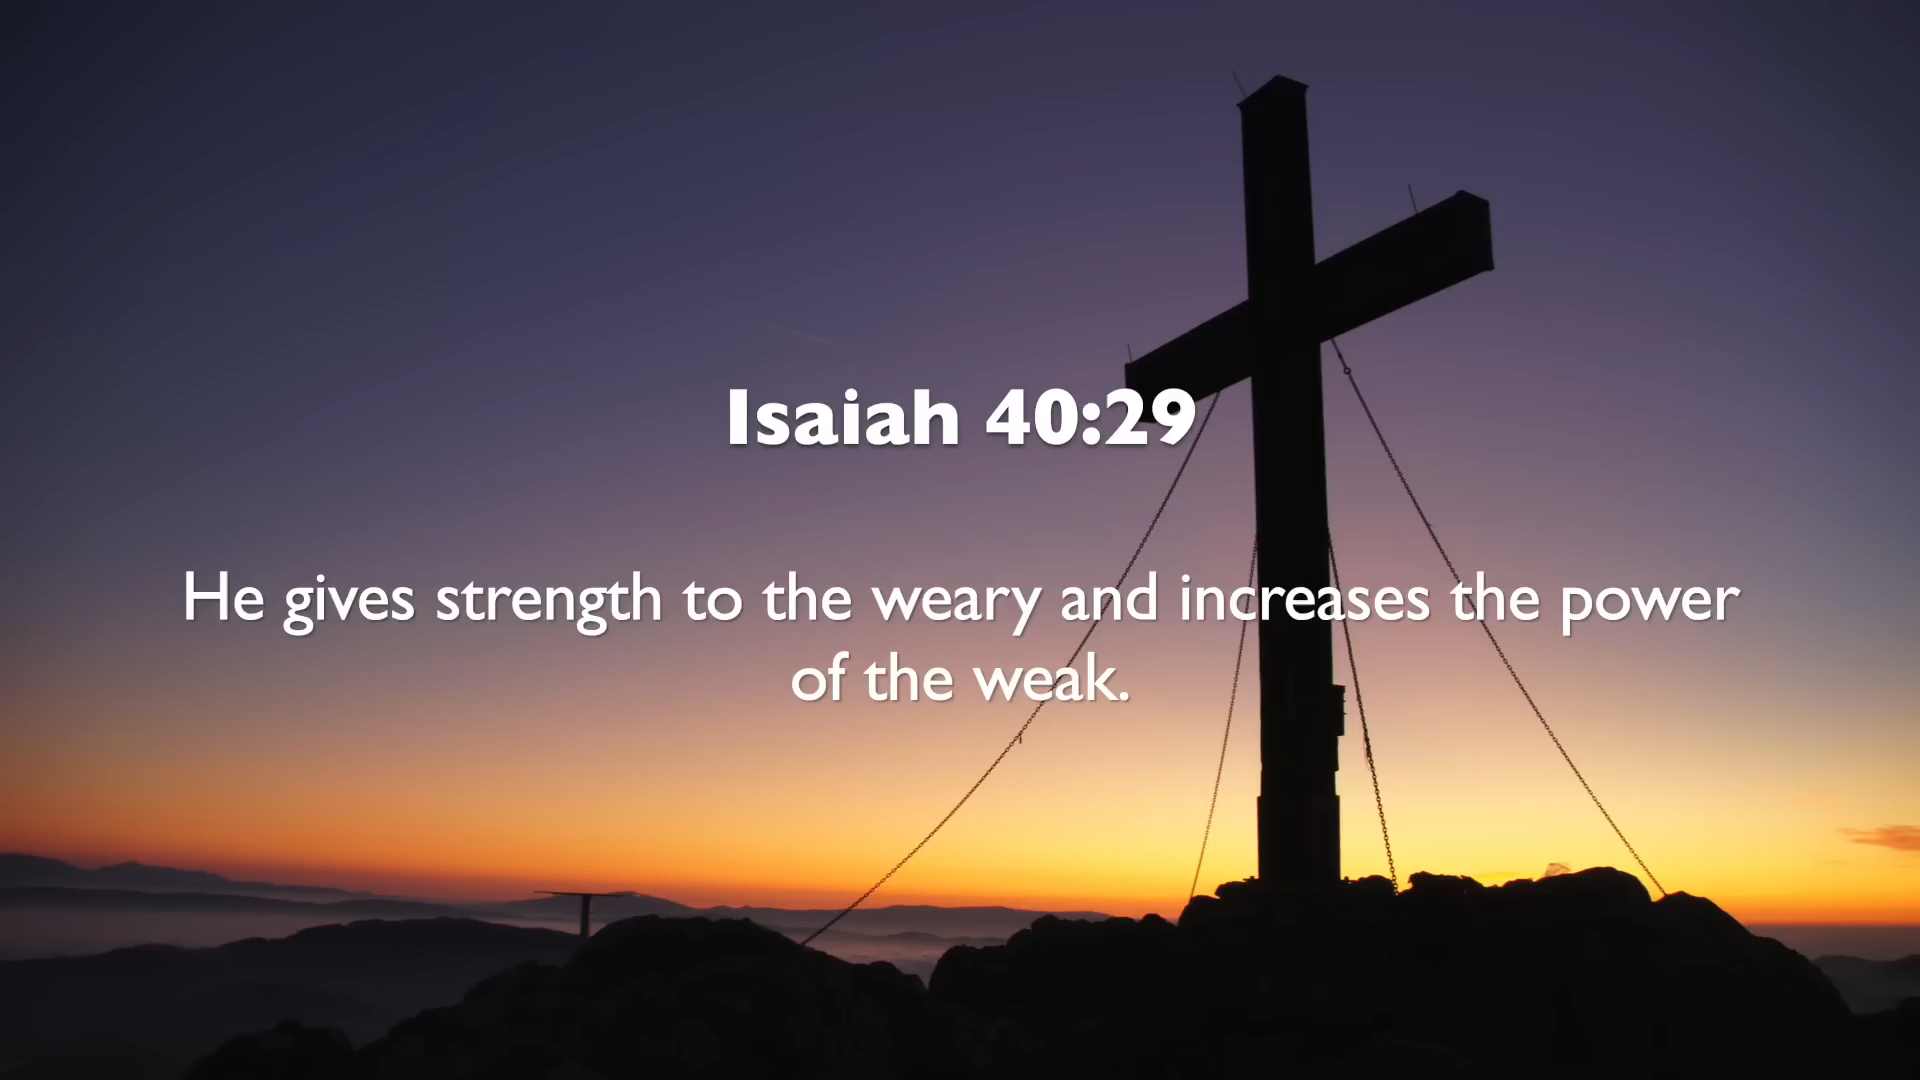 Isaiah 40:29
He gives strength to the weary and increases the power
of the weak.